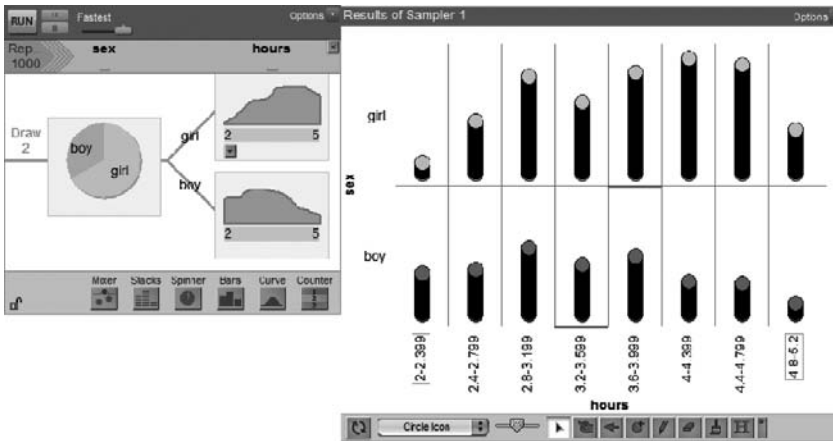 RUN
Fastest
Options
Rep...
1000
sex
hours
Draw
2
boy
girl
girl
2 5
boy
2 5
Mixer Stacks Spinner Bars Curve Counter
Results of Sampler 1
Options
girl
sex
boy
2-2.399
2.4-2.799
2.8-3.199
3.2-3.599
3.6-3.999
4-4.399
4.4-4.799
4.8-5.2
hours
Circle Icon